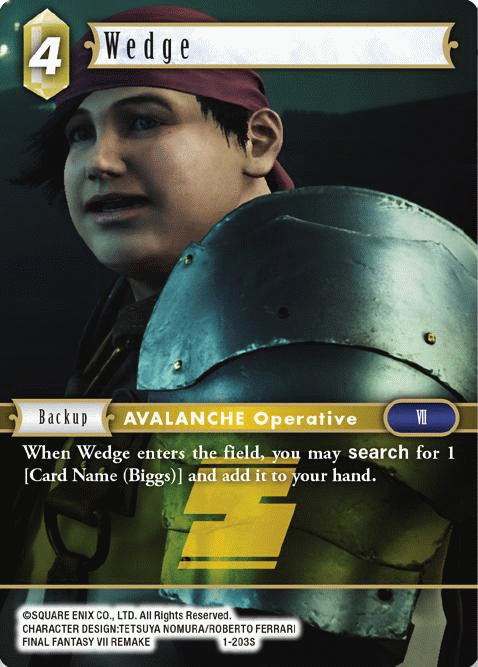 4
Wedge
Backup
AVALANCHE Operative
VII
When Wedge enters the field, you may search for 1
[Card Name (Biggs)] and add it to your hand.
©SQUARE ENIX CO., LTD. All Rights Reserved.
CHARACTER DESIGN:TETSUYA NOMURA/ROBERTO FERRARI
FINAL FANTASY VII REMAKE 1-203S